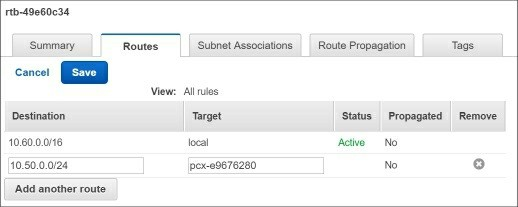 rtb-49e60c34
Summary Routes Subnet Associations Route Propagation Tags
Cancel Save
View: All rules
Destination Target Status Propagated Remove
10.60.0.0/16 local Active No
10.50.0.0/24 pcx-e9676280 No
Add another route